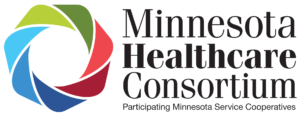 Minnesota
Healthcare
Consortium
Participating Minnesota Service Cooperatives